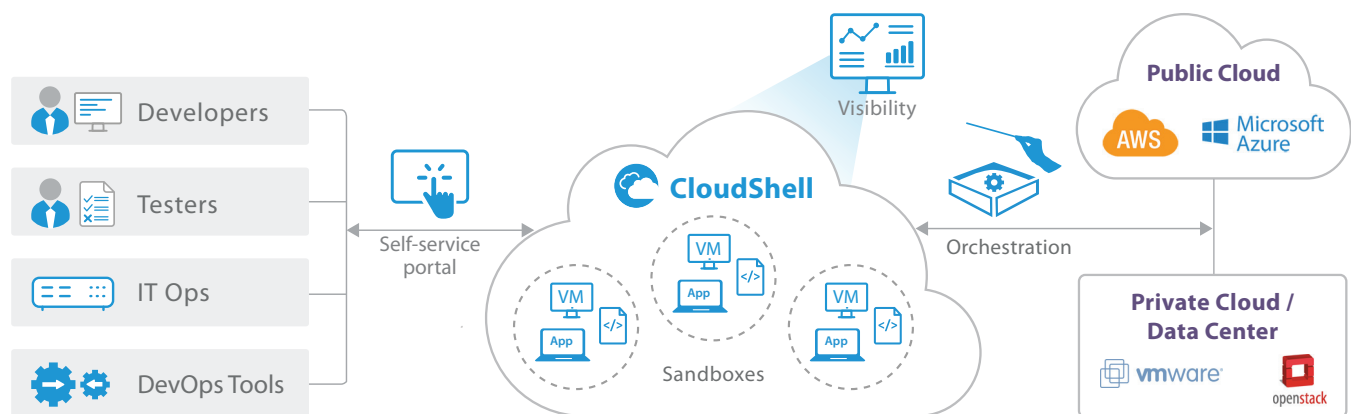 Developers
Testers
IT Ops
DevOps Tools
Self-service
portal
CloudShell
VM
</>
App
VM
</>
App
VM
</>
App
Sandboxes
Visibility
Orchestration
Public Cloud
AWS
Microsoft
Azure
Private Cloud /
Data Center
vmware
openstack